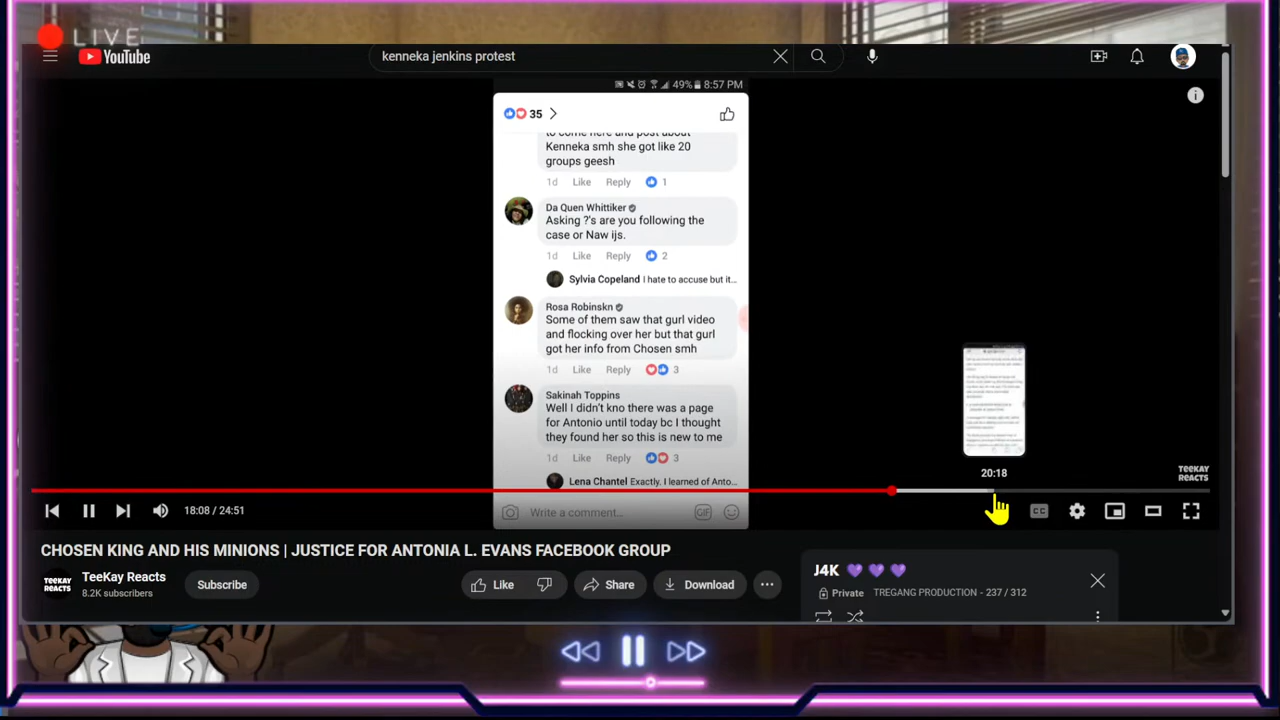 LIVE
YouTube
kenneka jenkins protest
49% 8:57 PM
35
to come here and post about
Kenneka smh she got like 20
groups geesh
1d Like Reply 1
Da Quen Whittiker
Asking ?'s are you following the
case or Naw ijs.
1d Like Reply 2
Sylvia Copeland I hate to accuse but it...
Rosa Robinskn
Some of them saw that gurl video
and flocking over her but that gurl
got her info from Chosen smh
1d Like Reply 3
Sakinah Toppins
Well I didn't kno there was a page
for Antonio until today bc I thought
they found her so this is new to me
1d Like Reply 3
Lena Chantel Exactly. I learned of Anto...
Write a comment... GIF
20:18
TEEKAY
REACTS
18:08 / 24:51
CC
CHOSEN KING AND HIS MINIONS | JUSTICE FOR ANTONIA L. EVANS FACEBOOK GROUP
TEEKAY
REACTS
TeeKay Reacts
8.2K subscribers
Subscribe
Like
Share
Download
J4K 💜 💜 💜
Private TREGANG PRODUCTION - 237 / 312